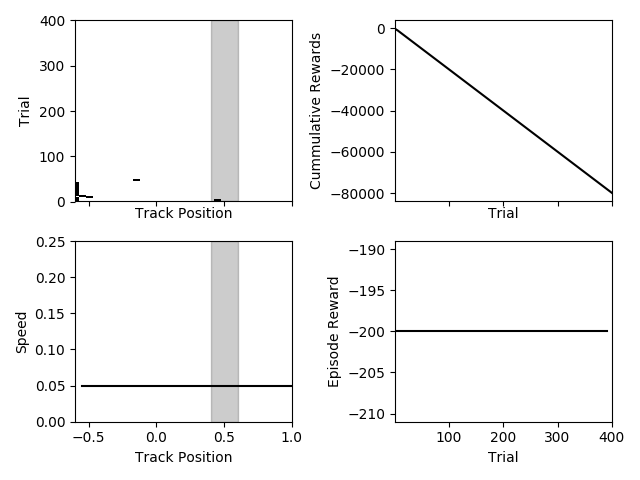 400
300
200
100
0
Trial
Track Position
0
−20000
−40000
−60000
−80000
Cummulative Rewards
Trial
0.25
0.20
0.15
0.10
0.05
0.00
Speed
−0.5 0.0 0.5 1.0
Track Position
−190
−195
−200
−205
−210
Episode Reward
100 200 300 400
Trial